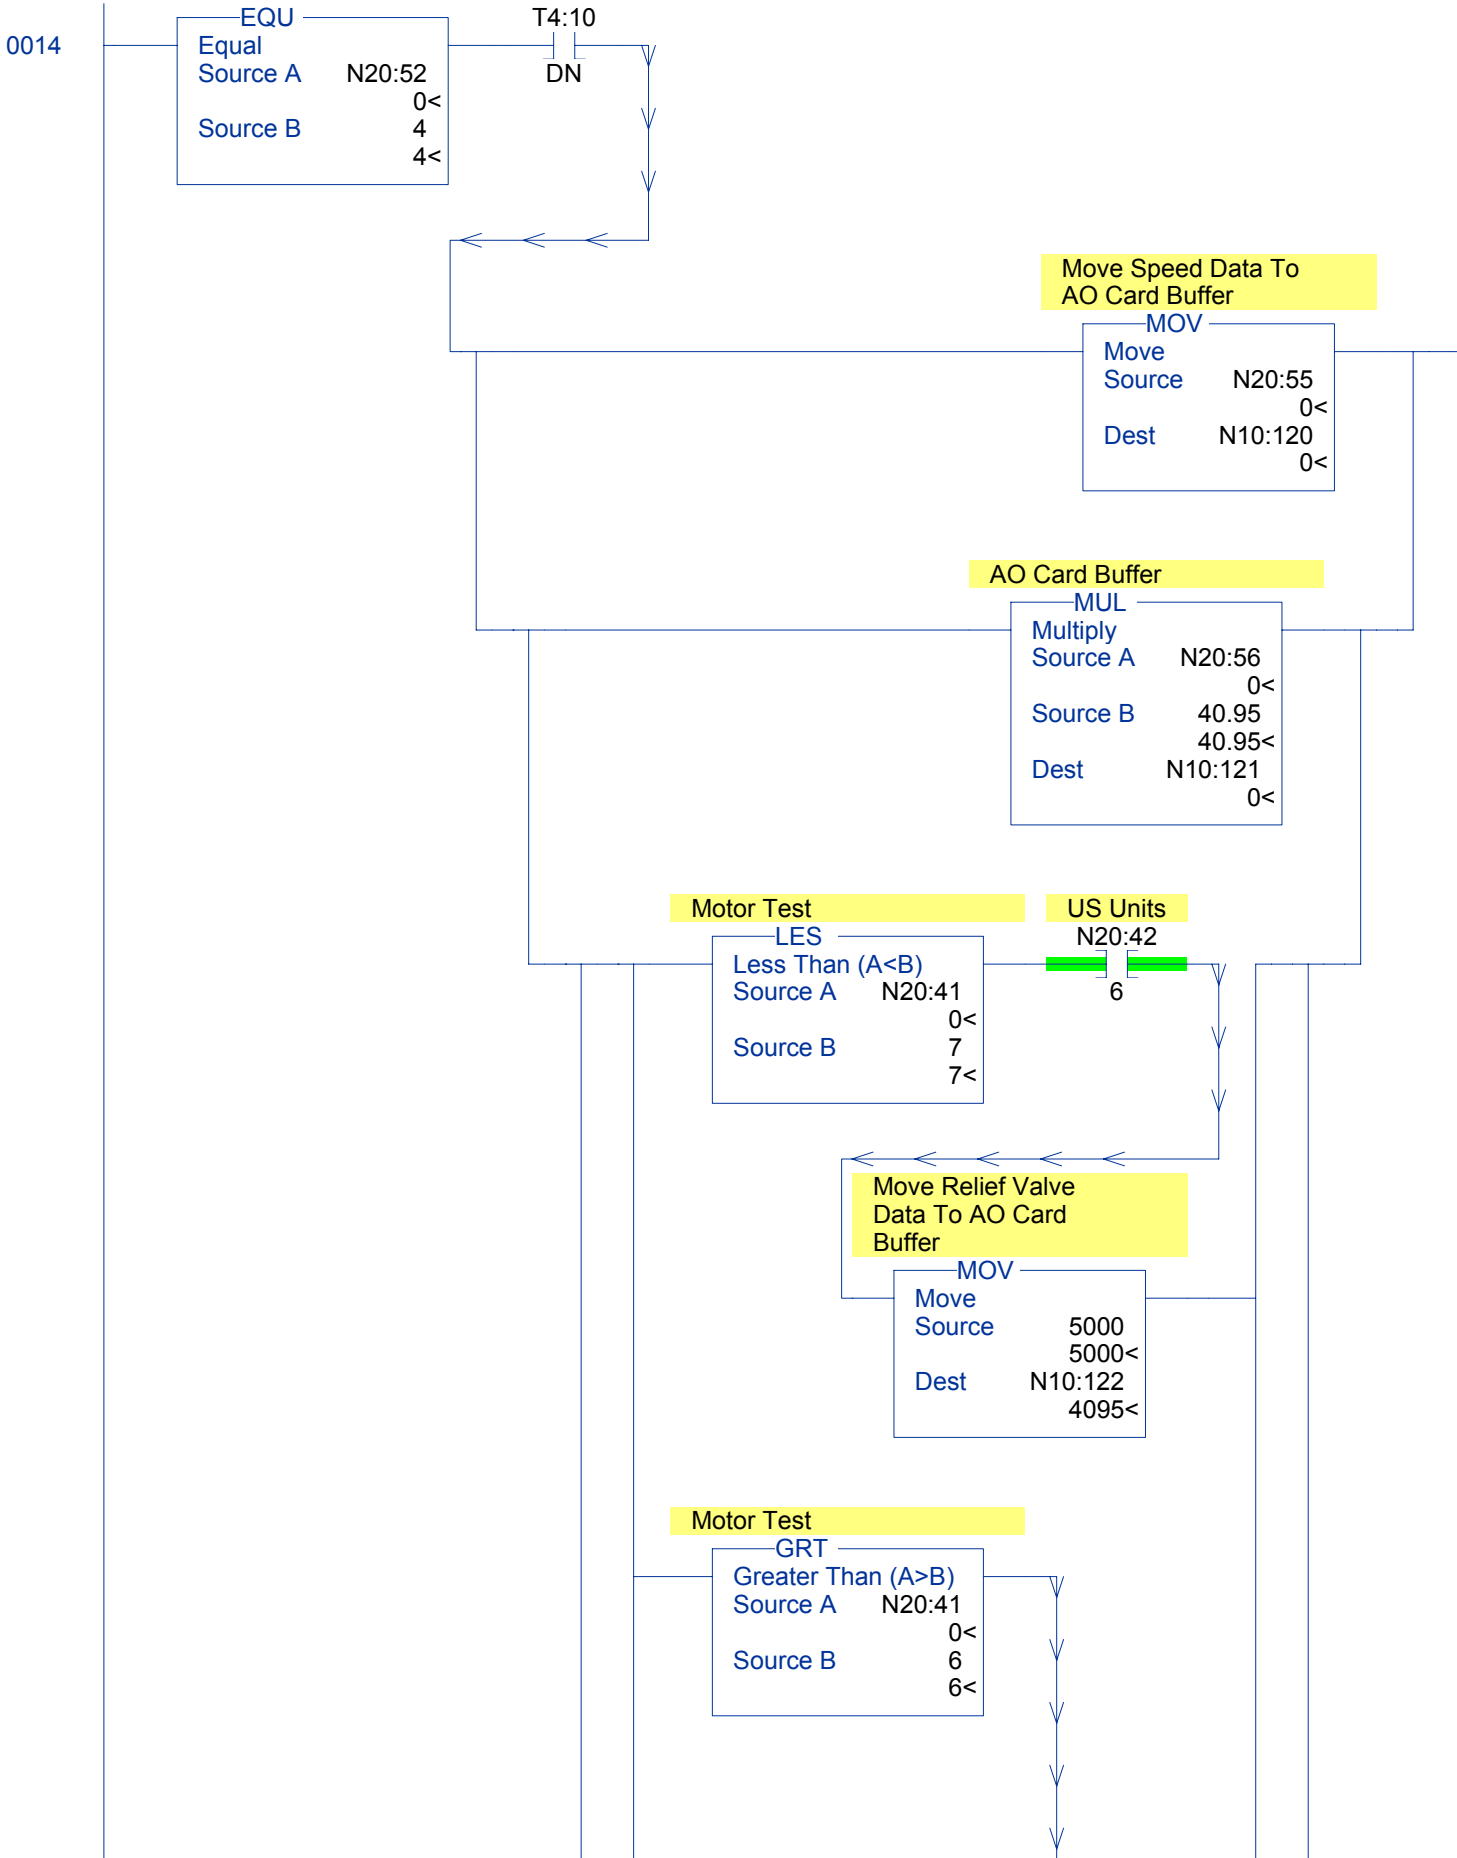 0014
EQU
Equal
Source A N20:52
0<
Source B 4
4<
T4:10
DN
Move Speed Data To
AO Card Buffer
MOV
Move
Source N20:55
0<
Dest N10:120
0<
AO Card Buffer
MUL
Multiply
Source A N20:56
0<
Source B 40.95
40.95<
Dest N10:121
0<
Motor Test
LES
Less Than (A<B)
Source A N20:41
0<
Source B 7
7<
US Units
N20:42
6
Move Relief Valve
Data To AO Card
Buffer
MOV
Move
Source 5000
5000<
Dest N10:122
4095<
Motor Test
GRT
Greater Than (A>B)
Source A N20:41
0<
Source B 6
6<